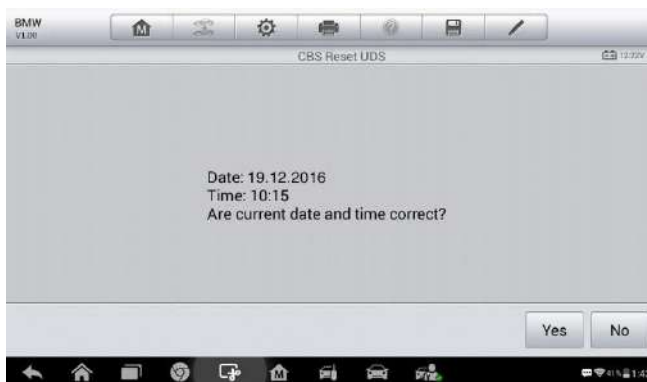 BMW
V1.00
CBS Reset UDS
Date: 19.12.2016
Time: 10:15
Are current date and time correct?
Yes
No
41%